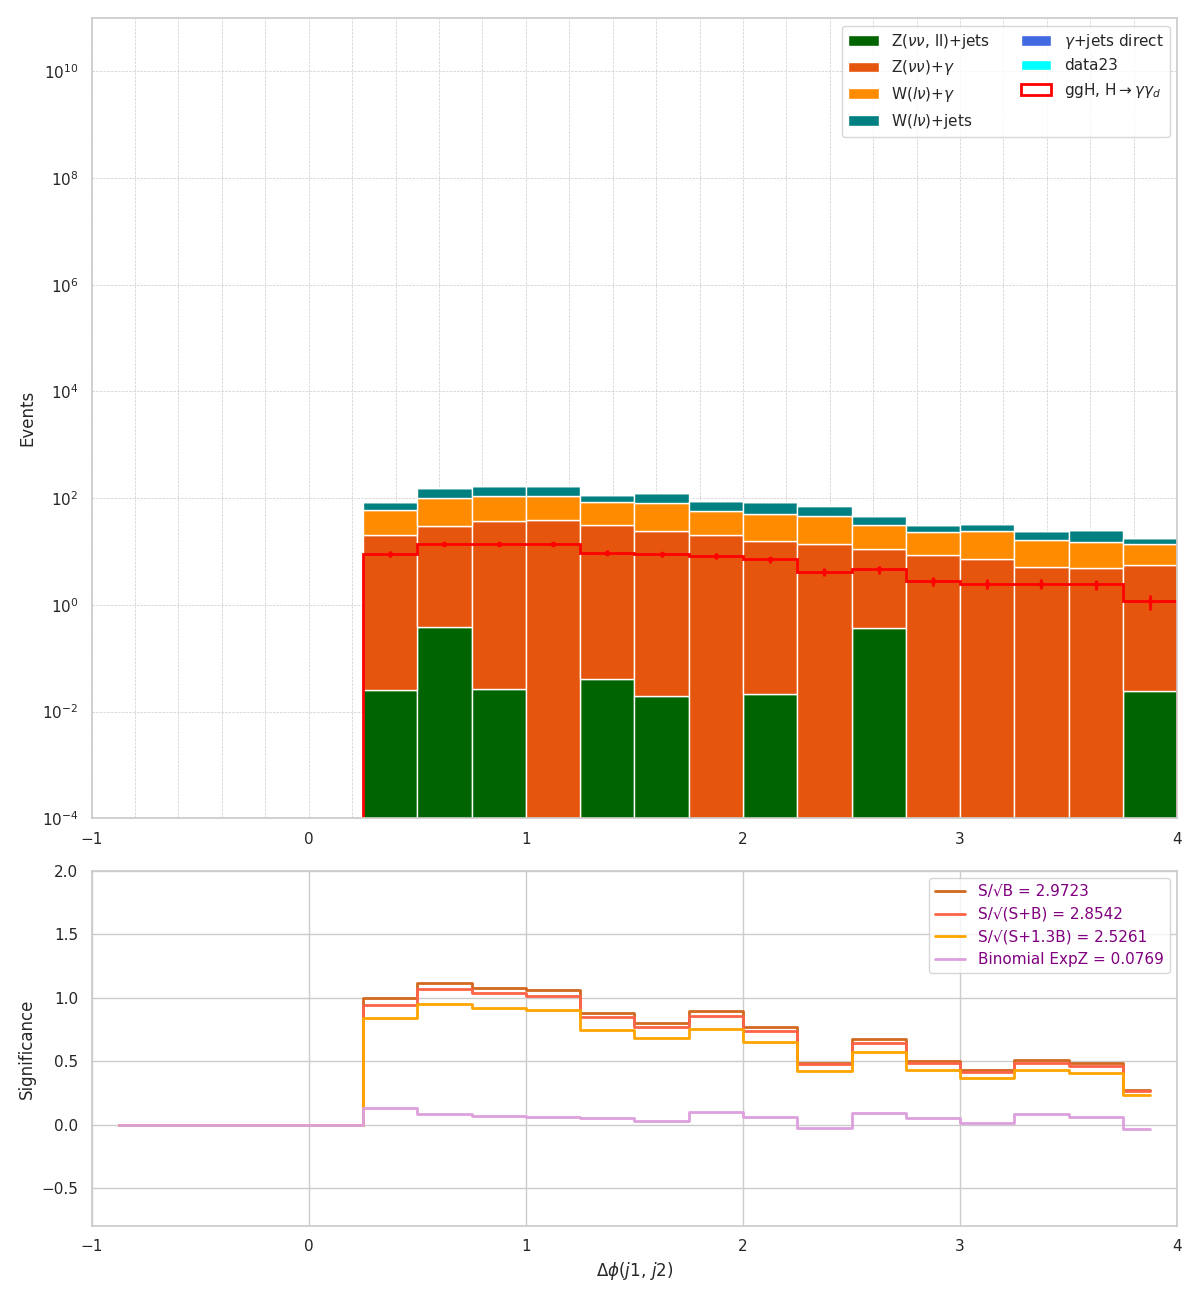 Z(νν, ll)+jets
Z(νν)+γ
W(lν)+γ
W(lν)+jets
γ+jets direct
data23
ggH, H→γγ_d
10^10
10^8
10^6
10^4
10^2
10^0
10^−2
10^−4
Events
−1 0 1 2 3 4
S/√B = 2.9723
S/√(S+B) = 2.8542
S/√(S+1.3B) = 2.5261
Binomial ExpZ = 0.0769
2.0
1.5
1.0
0.5
0.0
−0.5
Significance
−1 0 1 2 3 4
Δϕ(j1, j2)